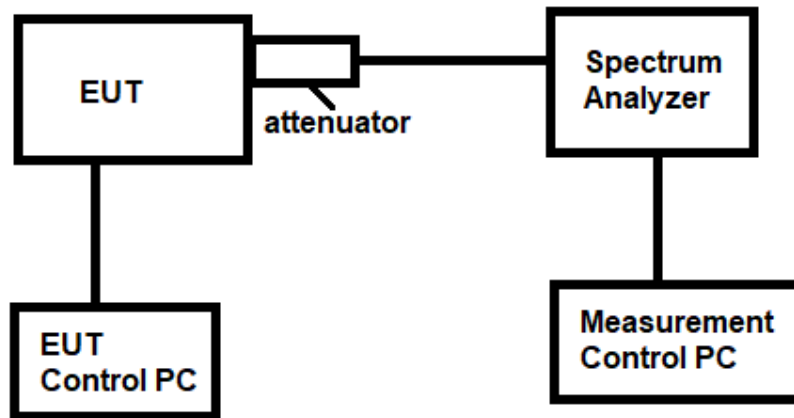 EUT
attenuator
Spectrum
Analyzer
EUT
Control PC
Measurement
Control PC